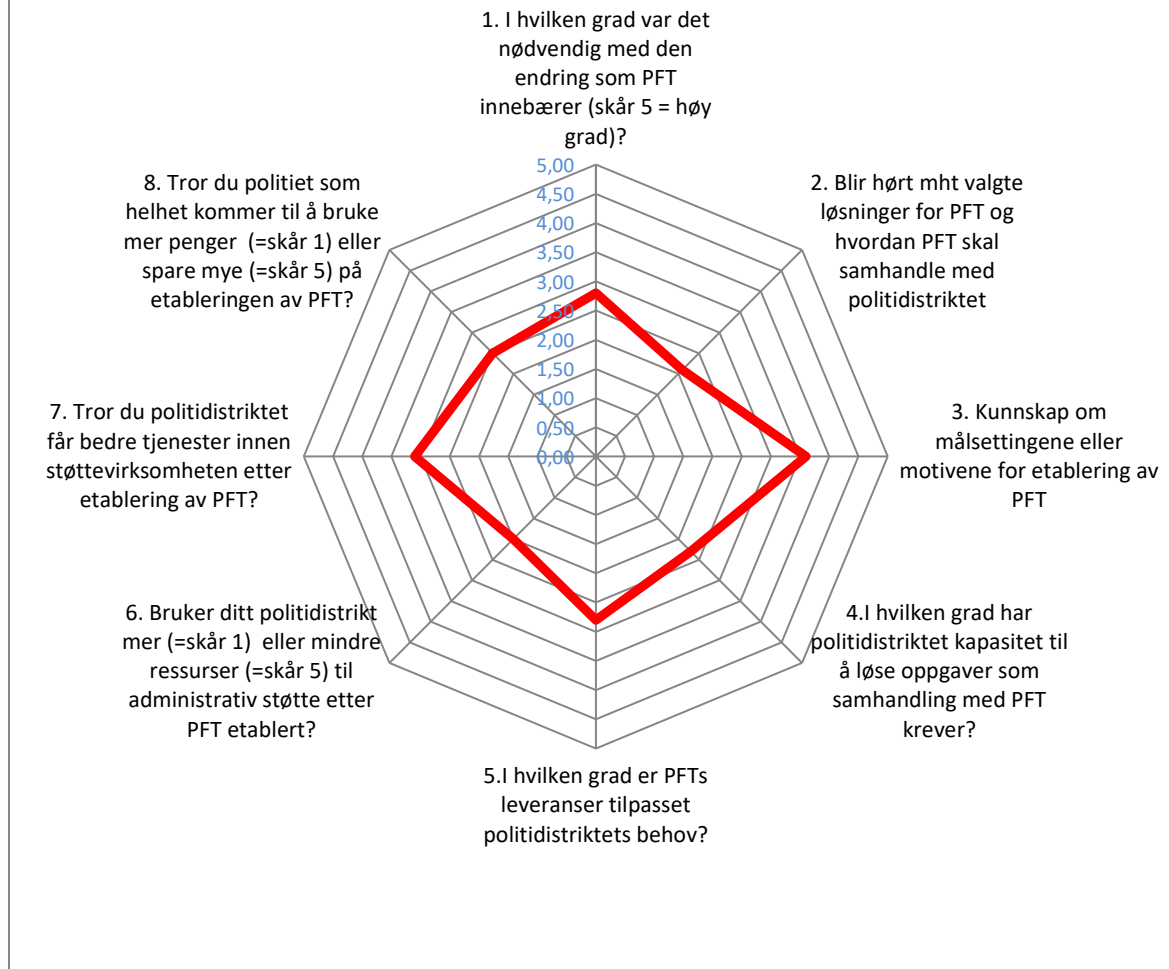 1. I hvilken grad var det
nødvendig med den
endring som PFT
innebærer (skår 5 = høy
grad)?
5,00
4,50
4,00
3,50
3,00
2,50
2,00
1,50
1,00
0,50
0,00
2. Blir hørt mht valgte
løsninger for PFT og
hvordan PFT skal
samhandle med
politidistriktet
3. Kunnskap om
målsettingene eller
motivene for etablering av
PFT
4.I hvilken grad har
politidistriktet kapasitet til
å løse oppgaver som
samhandling med PFT
krever?
5.I hvilken grad er PFTs
leveranser tilpasset
politidistriktets behov?
6. Bruker ditt politidistrikt
mer (=skår 1)  eller mindre
ressurser (=skår 5) til
administrativ støtte etter
PFT etablert?
7. Tror du politidistriktet
får bedre tjenester innen
støttevirksomheten etter
etablering av PFT?
8. Tror du politiet som
helhet kommer til å bruke
mer penger  (=skår 1) eller
spare mye (=skår 5) på
etableringen av PFT?